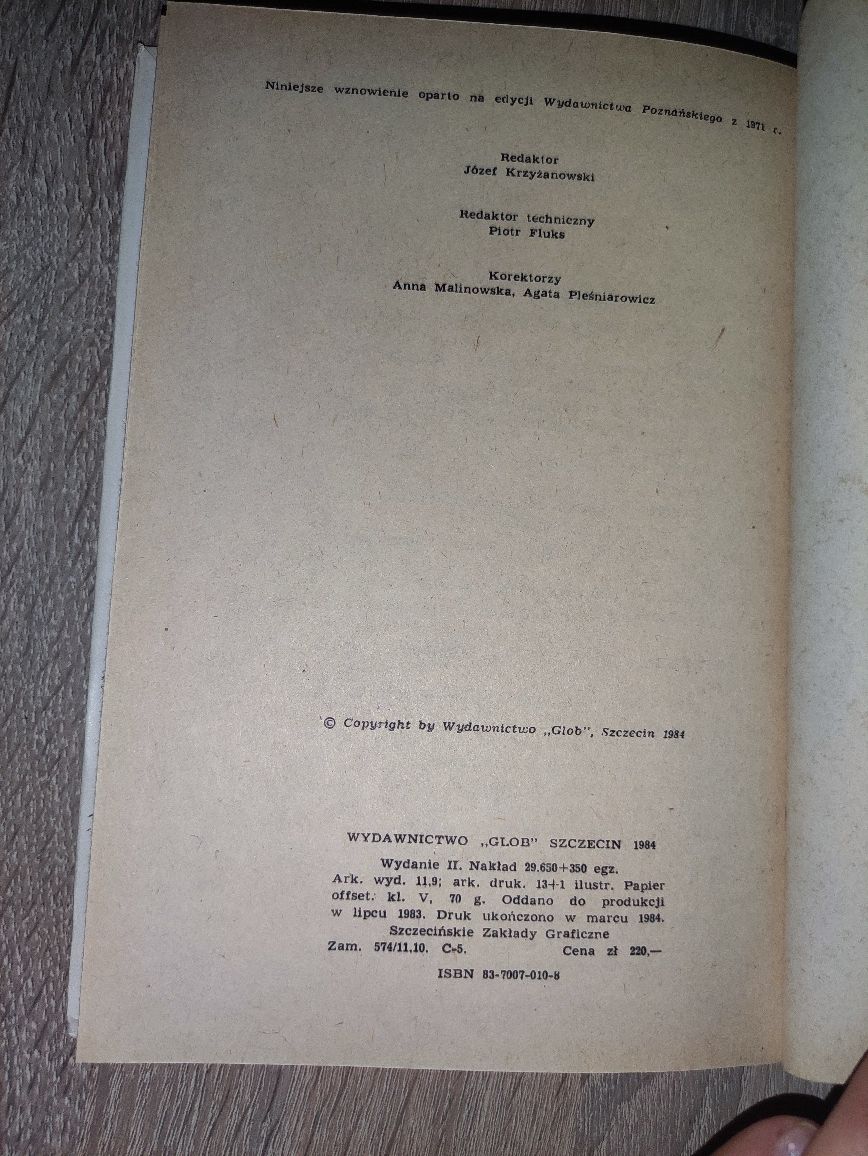 Niniejsze wznowienie oparto na edycji Wydawnictwa Poznańskiego z 1971 r.
Redaktor
Józef Krzyżanowski
Redaktor techniczny
Piotr Fluks
Korektorzy
Anna Malinowska, Agata Pleśniarowicz
© Copyright by Wydawnictwo „Glob”, Szczecin 1984
WYDAWNICTWO „GLOB” SZCZECIN 1984
Wydanie II. Nakład 29.650+350 egz.
Ark. wyd. 11,9; ark. druk. 13+1 ilustr. Papier
offset. kl. V, 70 g. Oddano do produkcji
w lipcu 1983. Druk ukończono w marcu 1984.
Szczecińskie Zakłady Graficzne
Zam. 574/11,10. C-5. Cena zł 220,—
ISBN 83-7007-010-8